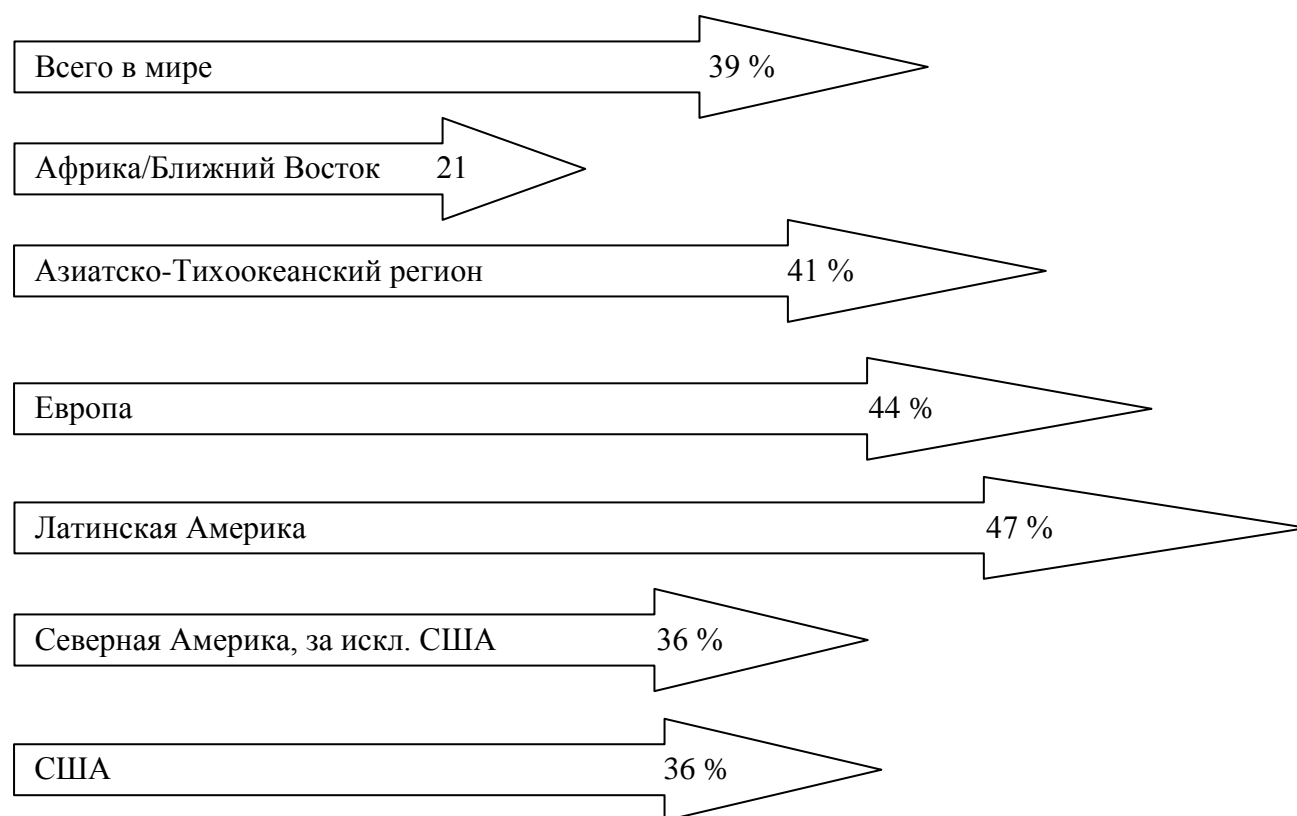 Всего в мире 39 %
Африка/Ближний Восток 21
Азиатско-Тихоокеанский регион 41 %
Европа 44 %
Латинская Америка 47 %
Северная Америка, за искл. США 36 %
США 36 %